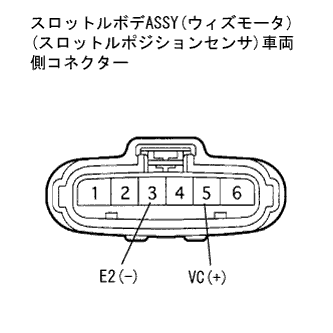 スロットルボデASSY(ウィズモータ)
(スロットルポジションセンサ)車両
側コネクター
1 2 3 4 5 6
E2(-) VC(+)